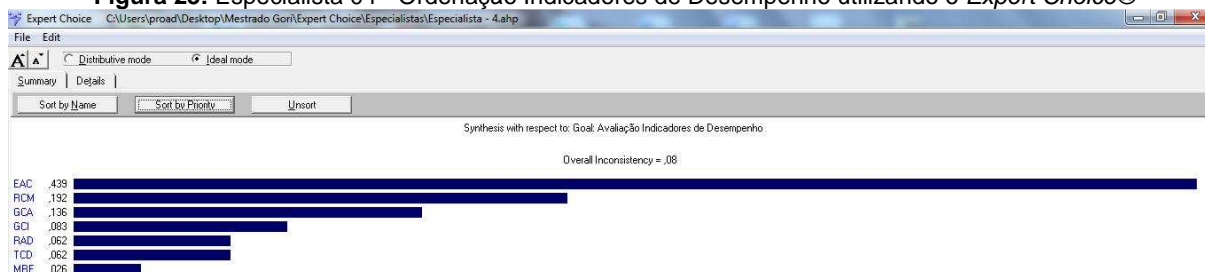 Figura 25: Especialista 04 - Ordenação Indicadores de Desempenho utilizando o Expert Choice®
Expert Choice C:\Users\proad\Desktop\Mestrado Gori\Expert Choice\Especialistas\Especialista - 4.ahp
File Edit
A A Distributive mode Ideal mode
Summary Details
Sort by Name Sort by Priority Unsort
Synthesis with respect to: Goal: Avaliação Indicadores de Desempenho
Overall Inconsistency = ,08
EAC ,439
RCM ,192
GCA ,136
GCI ,083
RAD ,062
TCD ,062
MBE ,026